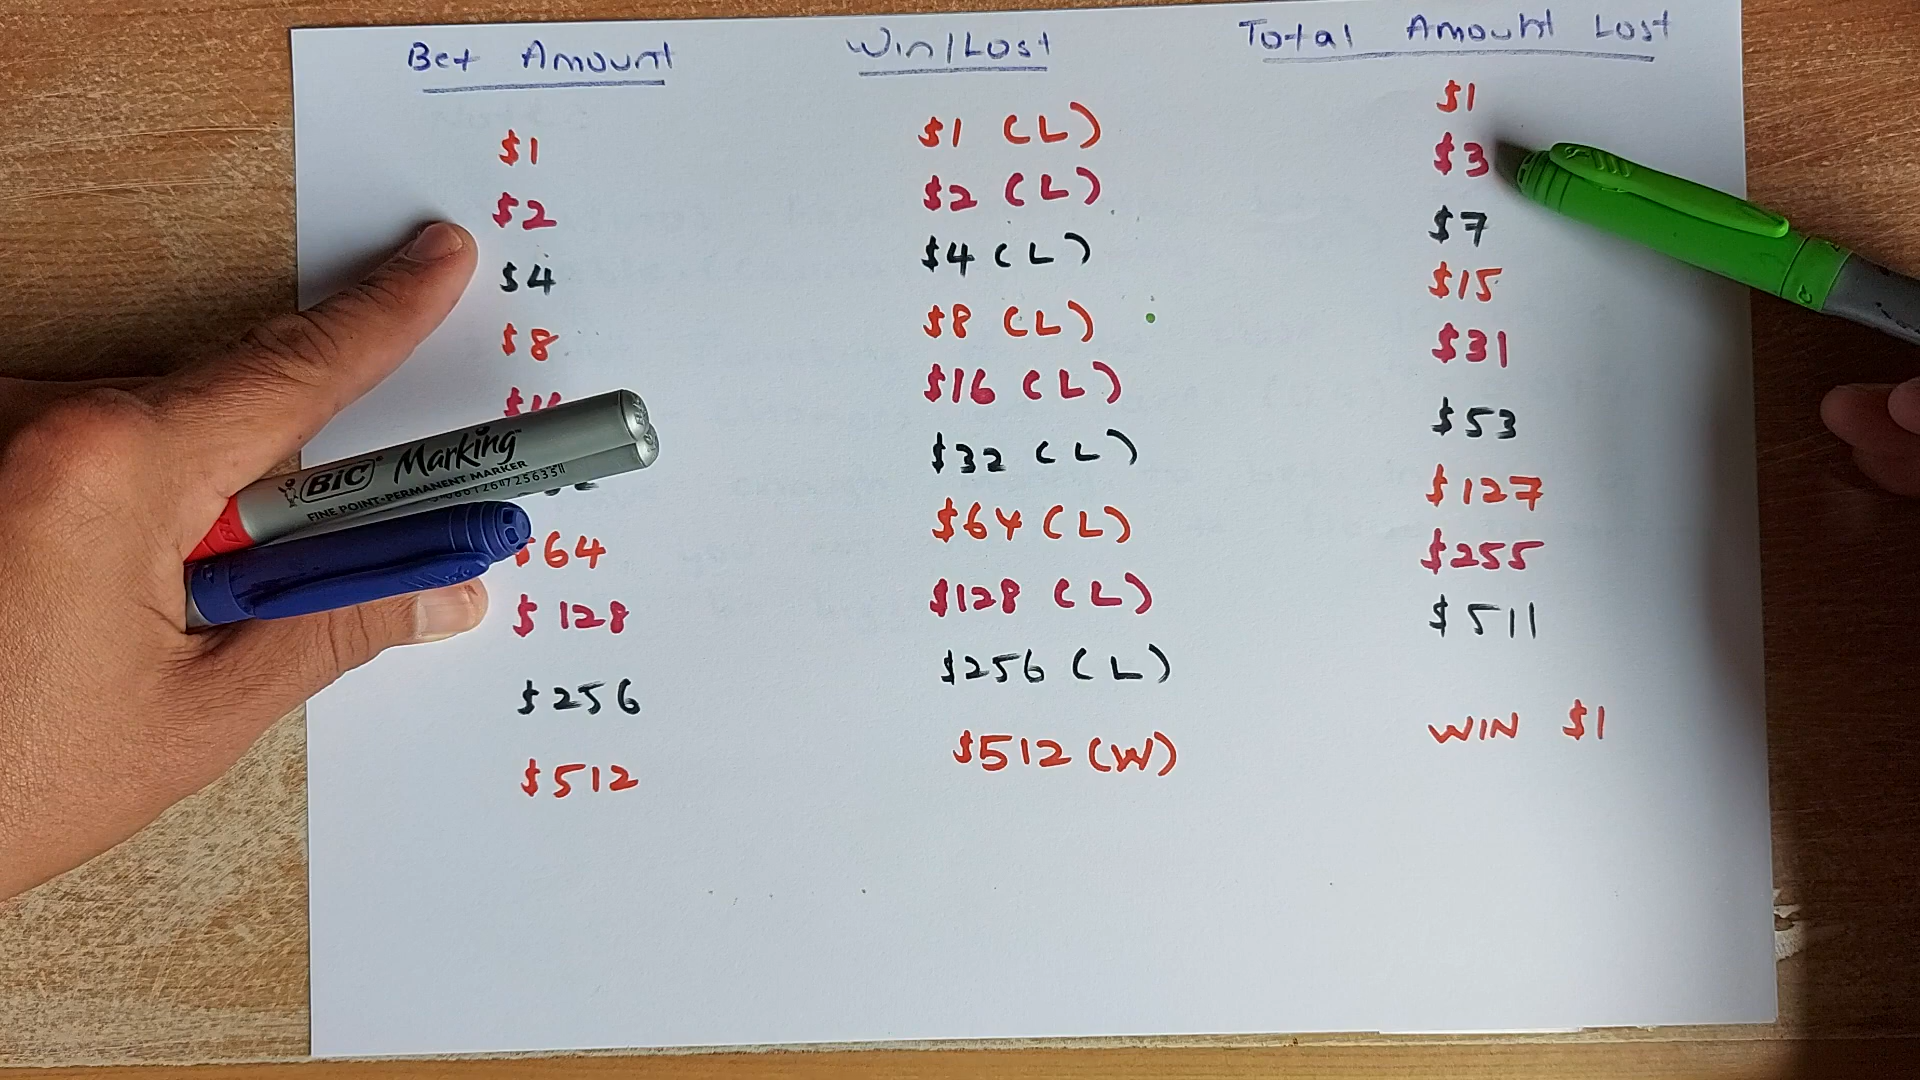 Bet Amount Win/Lost Total Amount Lost
$1 $1 (L) $1
$2 $2 (L) $3
$4 $4 (L) $7
$8 $8 (L) $15
$16 (L) $31
$32 (L) $53
$64 $64 (L) $127
$128 $128 (L) $255
$256 $256 (L) $511
$512 $512 (W) WIN $1
BIC Marking™
FINE POINT·PERMANENT MARKER